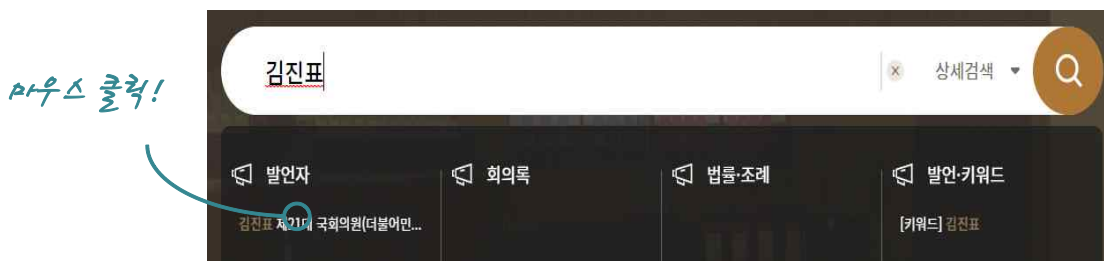 김진표
x 상세검색
마우스 클릭!
발언자 회의록 법률·조례 발언·키워드
김진표 제21대 국회의원(더불어민... [키워드] 김진표